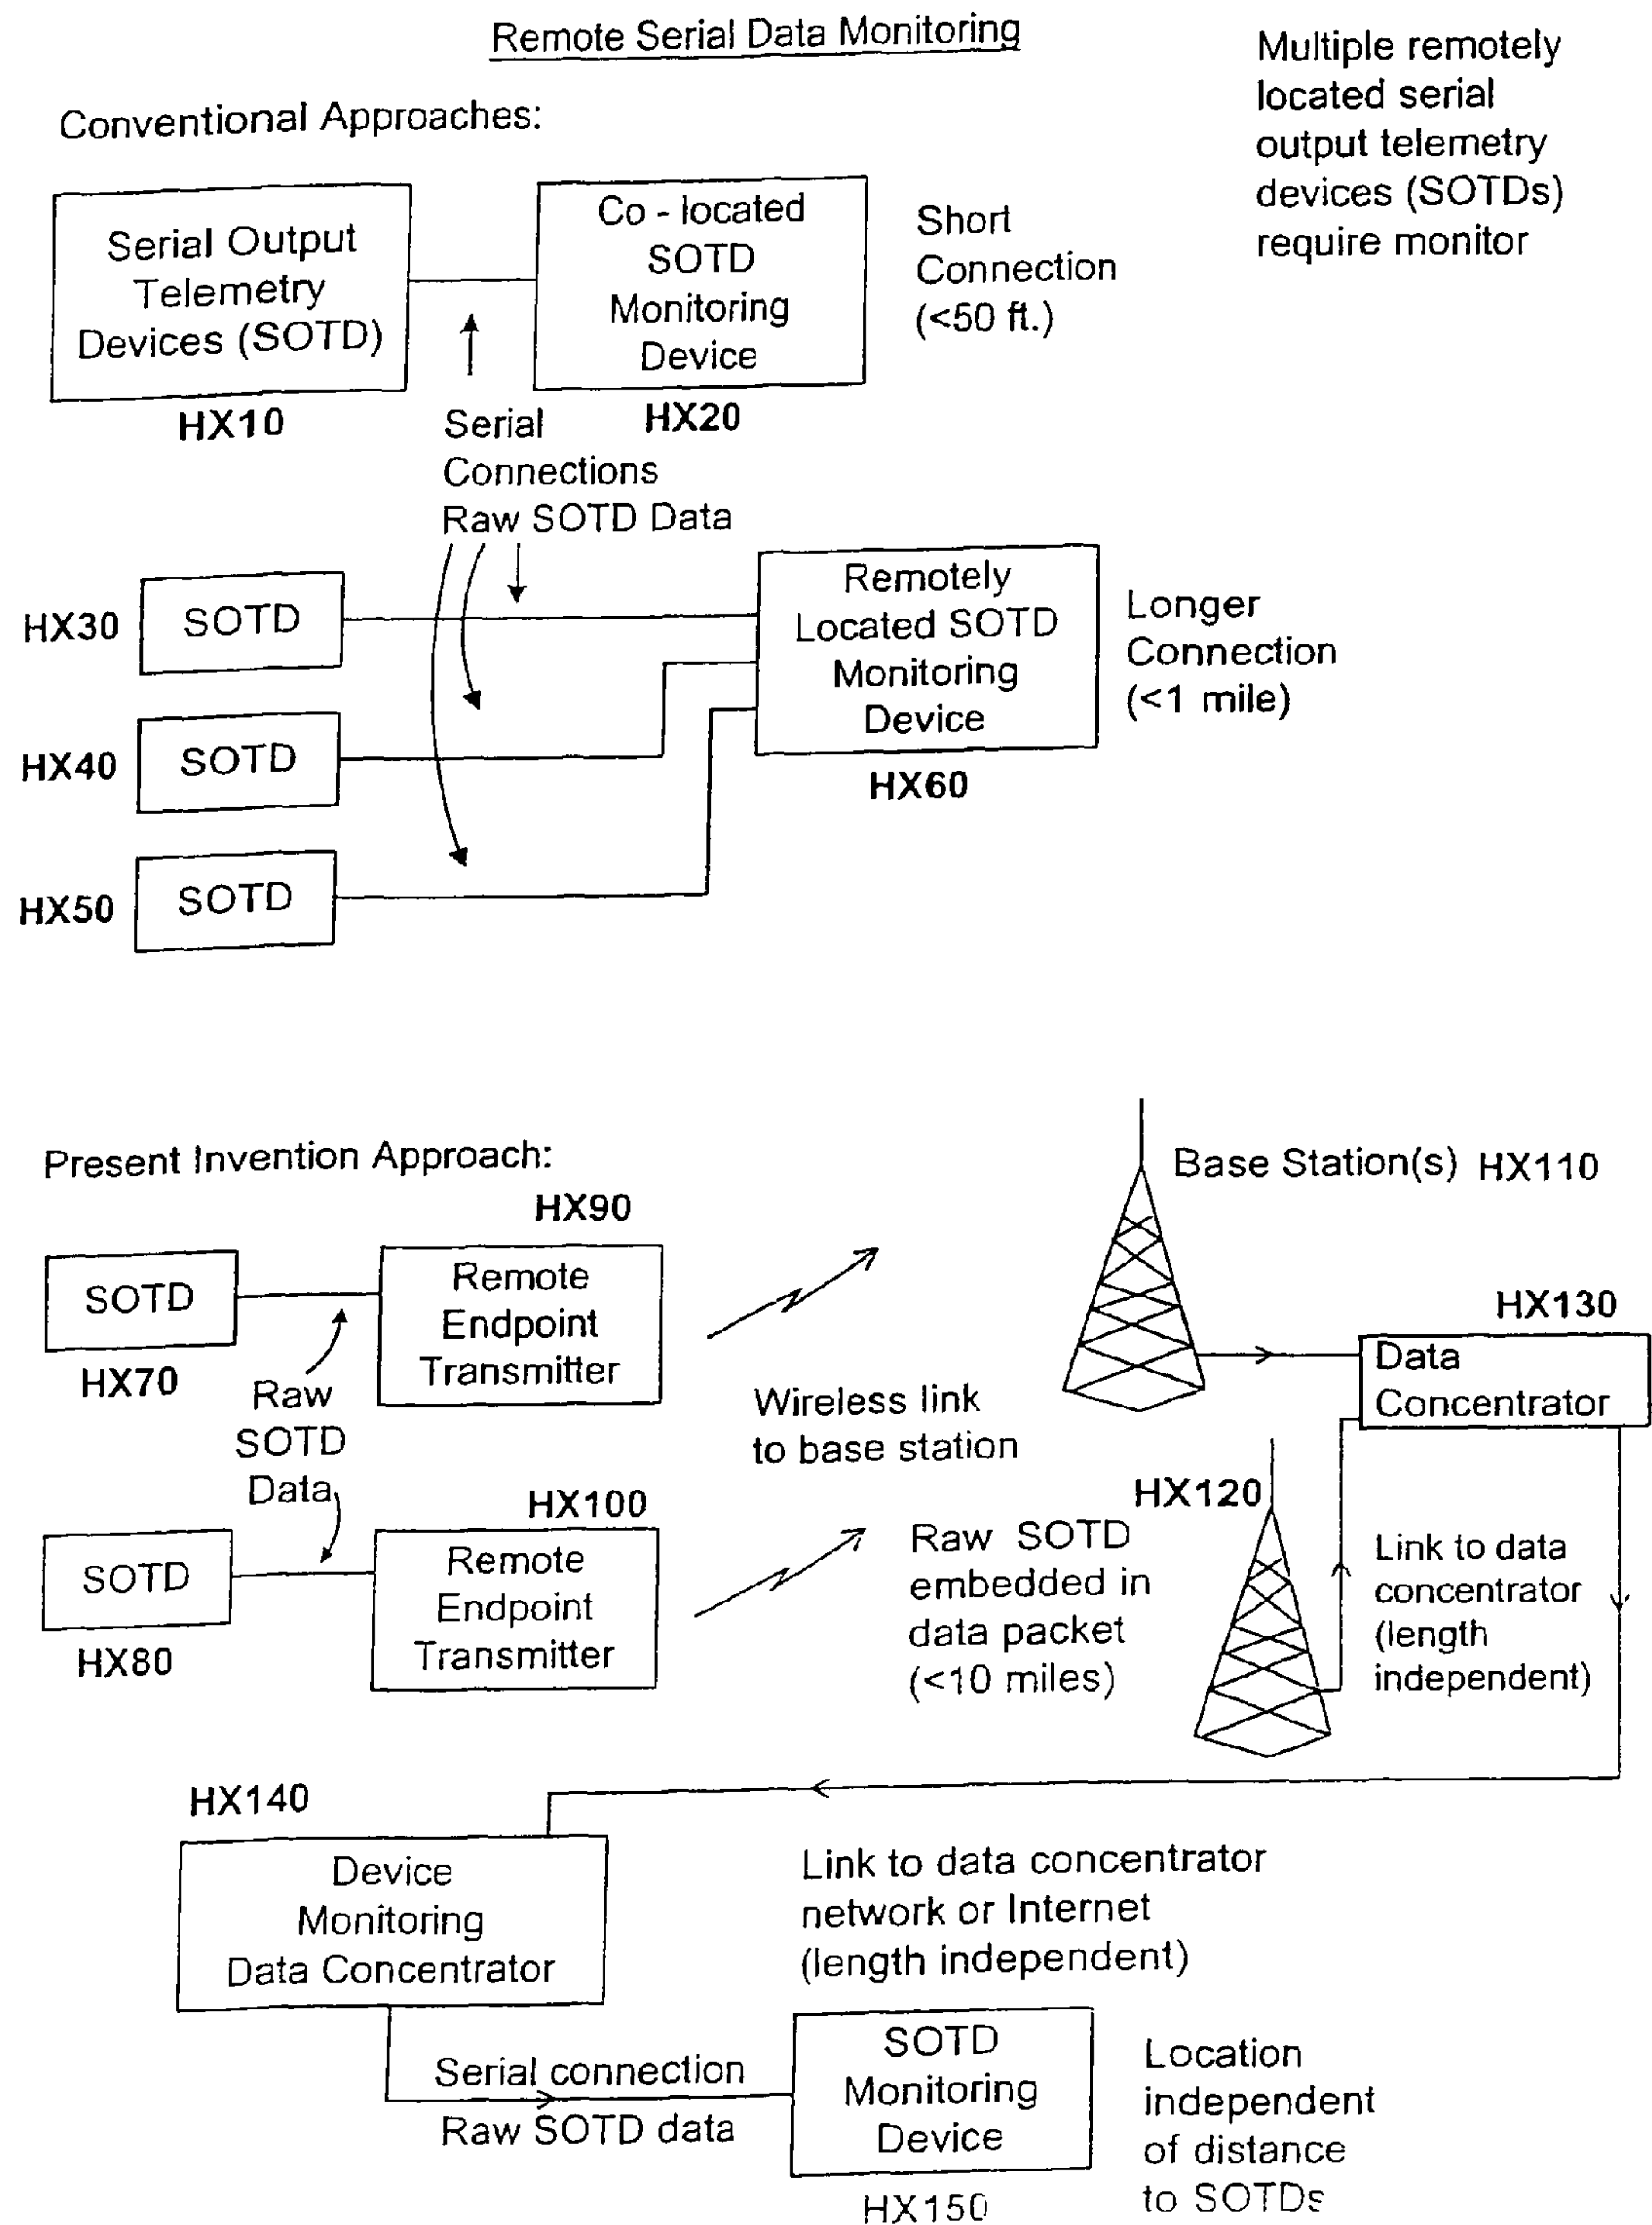 Remote Serial Data Monitoring
Multiple remotely
located serial
output telemetry
devices (SOTDs)
require monitor
Conventional Approaches:
Serial Output
Telemetry
Devices (SOTD)
HX10
Co - located
SOTD
Monitoring
Device
HX20
Short
Connection
(<50 ft.)
Serial
Connections
Raw SOTD Data
HX30
SOTD
HX40
SOTD
HX50
SOTD
Remotely
Located SOTD
Monitoring
Device
HX60
Longer
Connection
(<1 mile)
Present Invention Approach:
SOTD
HX70
Raw
SOTD
Data
SOTD
HX80
HX90
Remote
Endpoint
Transmitter
HX100
Remote
Endpoint
Transmitter
Wireless link
to base station
Raw SOTD
embedded in
data packet
(<10 miles)
Base Station(s) HX110
HX120
HX130
Data
Concentrator
Link to data
concentrator
(length
independent)
HX140
Device
Monitoring
Data Concentrator
Link to data concentrator
network or Internet
(length independent)
Serial connection
Raw SOTD data
SOTD
Monitoring
Device
HX150
Location
independent
of distance
to SOTDs